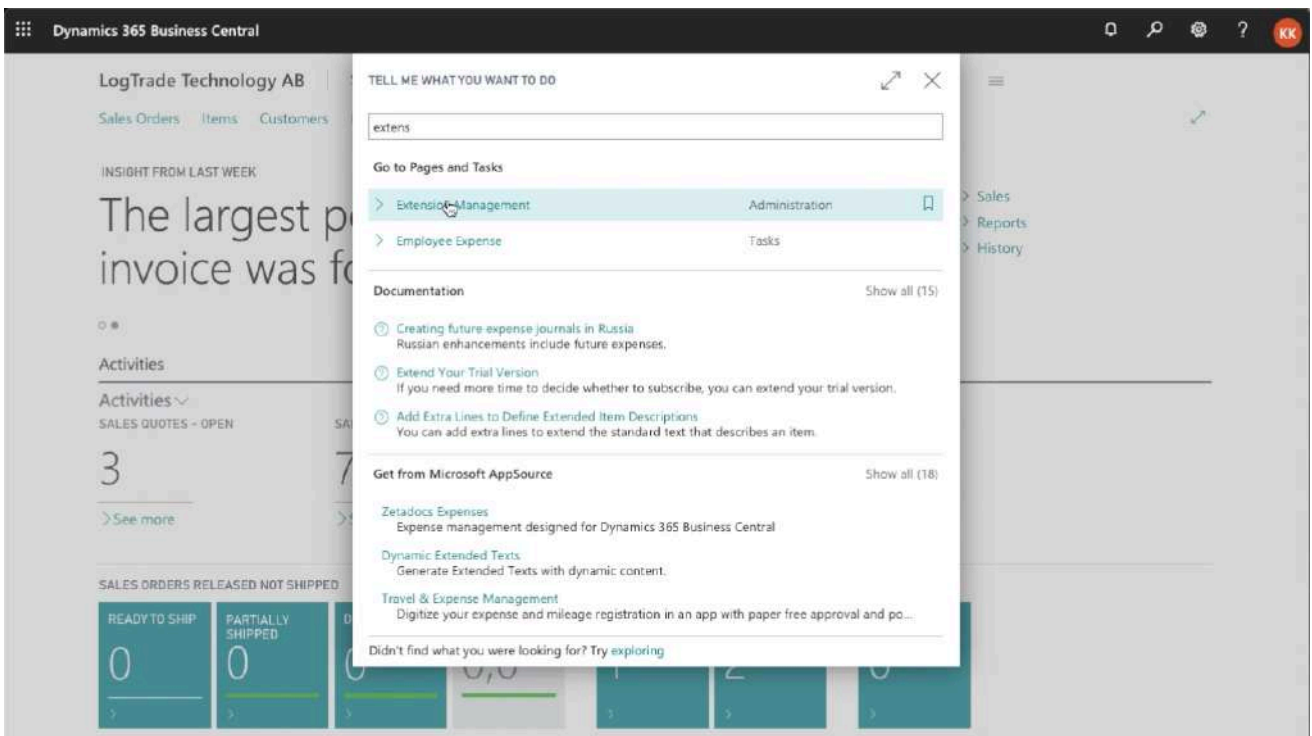 Dynamics 365 Business Central
?
KK
LogTrade Technology AB
Sales Orders Items Customers
INSIGHT FROM LAST WEEK
The largest p
invoice was fo
Activities
Activities
SALES QUOTES - OPEN
SA
3
7
See more
SALES ORDERS RELEASED NOT SHIPPED
READY TO SHIP
0
PARTIALLY
SHIPPED
0
D
0
0,0
TELL ME WHAT YOU WANT TO DO
extens
Go to Pages and Tasks
Extension Management Administration
Employee Expense Tasks
Documentation Show all (15)
Creating future expense journals in Russia
Russian enhancements include future expenses.
Extend Your Trial Version
If you need more time to decide whether to subscribe, you can extend your trial version.
Add Extra Lines to Define Extended Item Descriptions
You can add extra lines to extend the standard text that describes an item.
Get from Microsoft AppSource Show all (18)
Zetadocs Expenses
Expense management designed for Dynamics 365 Business Central
Dynamic Extended Texts
Generate Extended Texts with dynamic content.
Travel & Expense Management
Digitize your expense and mileage registration in an app with paper free approval and po...
Didn't find what you were looking for? Try exploring
Sales
Reports
History